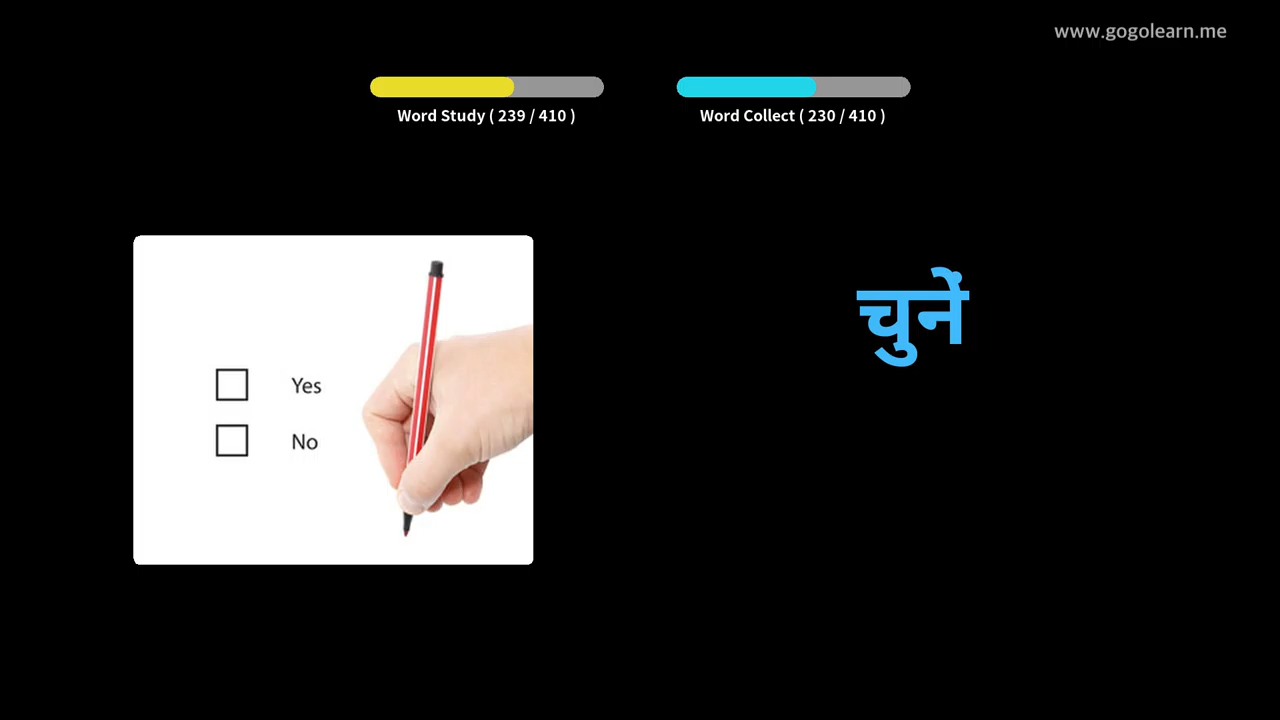 www.gogolearn.me
Word Study ( 239 / 410 )
Word Collect ( 230 / 410 )
चुनें
Yes
No